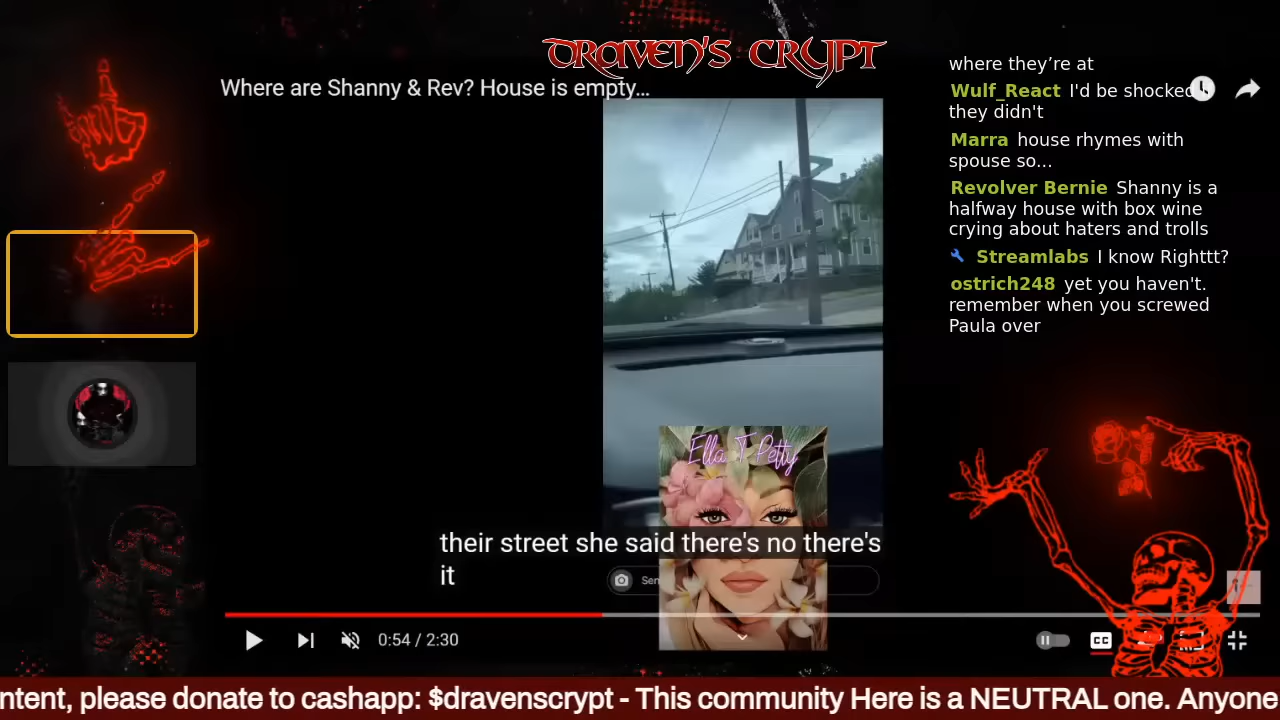 DRAVEN'S CRYPT
Where are Shanny & Rev? House is empty...
where they’re at
Wulf_React I'd be shocked
they didn't
Marra house rhymes with
spouse so...
Revolver Bernie Shanny is a
halfway house with box wine
crying about haters and trolls
Streamlabs I know Righttt?
ostrich248 yet you haven't.
remember when you screwed
Paula over
Ella T Petty
their street she said there's no there's
it
Sen
0:54 / 2:30
CC
ntent, please donate to cashapp: $dravenscrypt - This community Here is a NEUTRAL one. Anyone